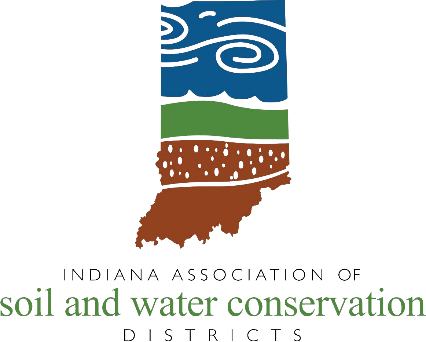 INDIANA ASSOCIATION OF
soil and water conservation
DISTRICTS